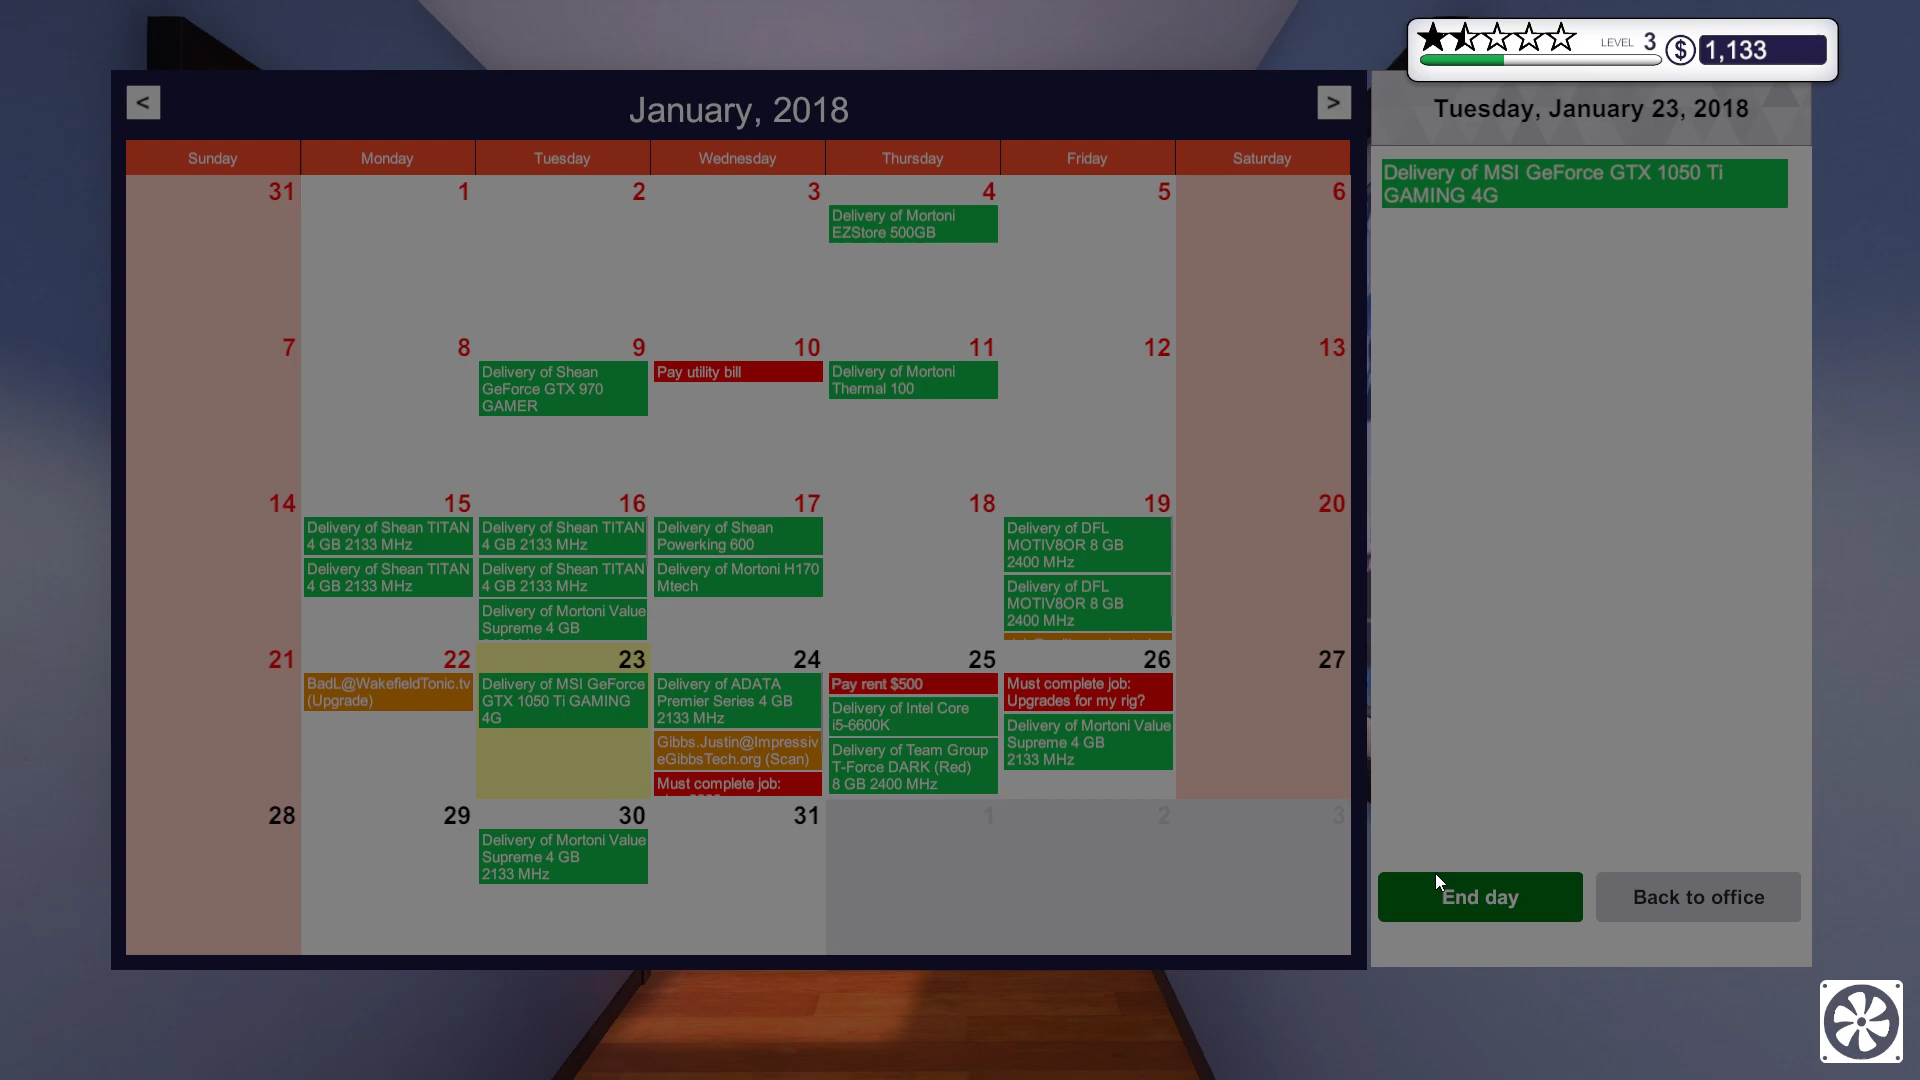 LEVEL 3
$ 1,133
< January, 2018 >
Tuesday, January 23, 2018
Sunday Monday Tuesday Wednesday Thursday Friday Saturday
31 1 2 3 4 5 6
Delivery of Mortoni
EZStore 500GB
7 8 9 10 11 12 13
Delivery of Shean
GeForce GTX 970
GAMER
Pay utility bill
Delivery of Mortoni
Thermal 100
14 15 16 17 18 19 20
Delivery of Shean TITAN
4 GB 2133 MHz
Delivery of Shean TITAN
4 GB 2133 MHz
Delivery of Shean TITAN
4 GB 2133 MHz
Delivery of Shean TITAN
4 GB 2133 MHz
Delivery of Mortoni Value
Supreme 4 GB
Delivery of Shean
Powerking 600
Delivery of Mortoni H170
Mtech
Delivery of DFL
MOTIV8OR 8 GB
2400 MHz
Delivery of DFL
MOTIV8OR 8 GB
2400 MHz
21 22 23 24 25 26 27
BadL@WakefieldTonic.tv
(Upgrade)
Delivery of MSI GeForce
GTX 1050 Ti GAMING
4G
Delivery of ADATA
Premier Series 4 GB
2133 MHz
Gibbs.Justin@Impressiv
eGibbsTech.org (Scan)
Must complete job:
Pay rent $500
Delivery of Intel Core
i5-6600K
Delivery of Team Group
T-Force DARK (Red)
8 GB 2400 MHz
Must complete job:
Upgrades for my rig?
Delivery of Mortoni Value
Supreme 4 GB
2133 MHz
28 29 30 31 1 2 3
Delivery of Mortoni Value
Supreme 4 GB
2133 MHz
Delivery of MSI GeForce GTX 1050 Ti
GAMING 4G
End day
Back to office